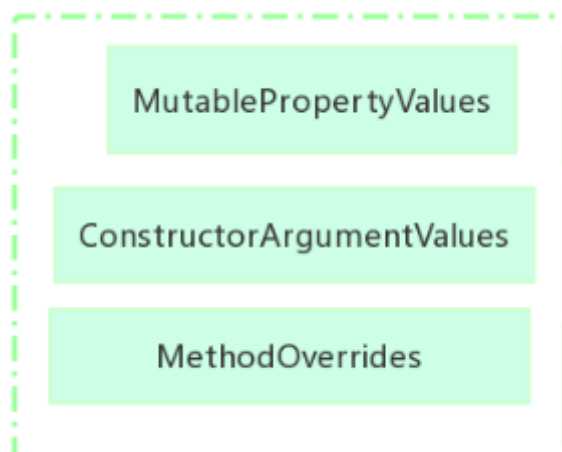 MutablePropertyValues
ConstructorArgumentValues
MethodOverrides